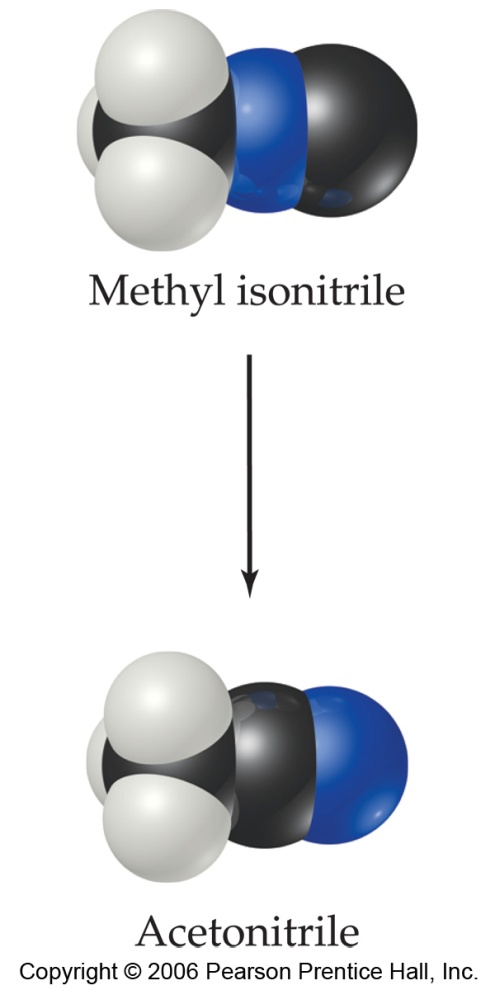 Methyl isonitrile
Acetonitrile
Copyright © 2006 Pearson Prentice Hall, Inc.